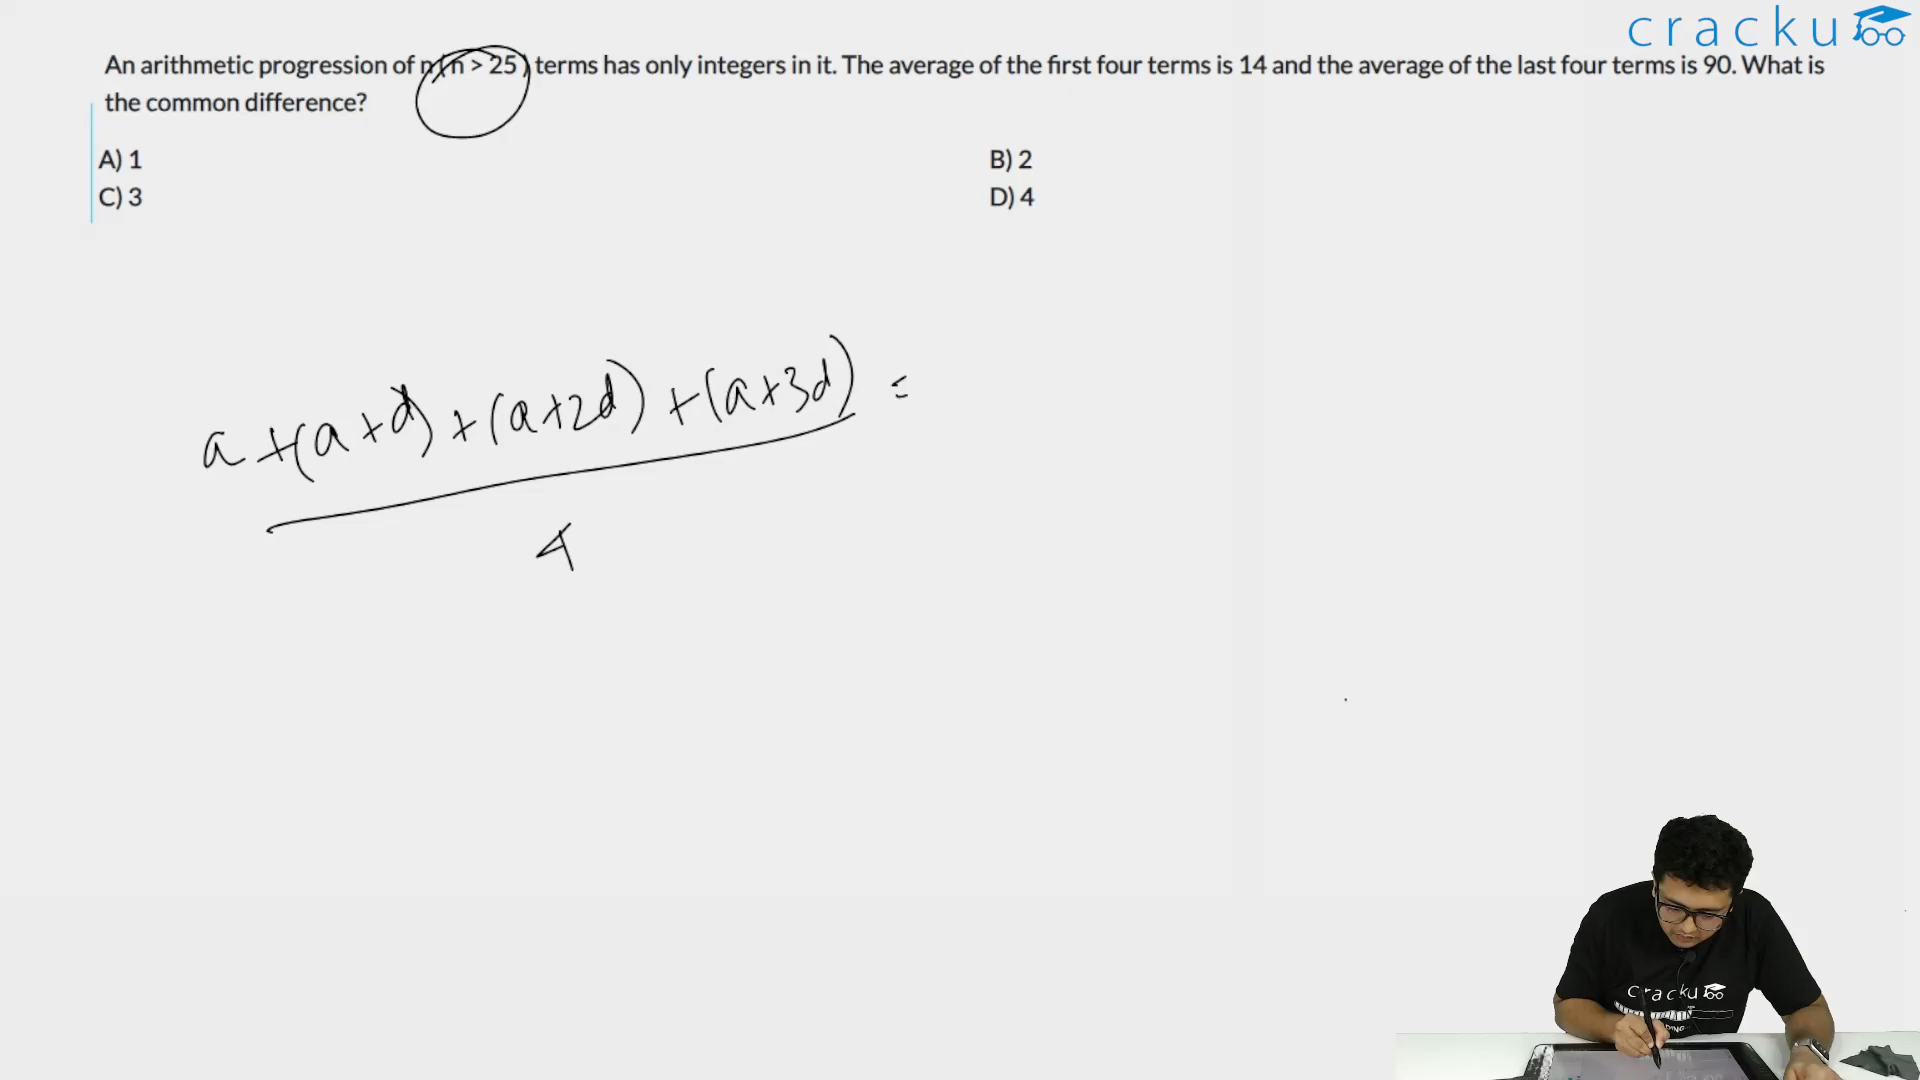 cracku
An arithmetic progression of n (n > 25) terms has only integers in it. The average of the first four terms is 14 and the average of the last four terms is 90. What is
the common difference?
A) 1
B) 2
C) 3
D) 4
a +(a+d) +(a+2d) +(a+3d) =
4
cracku